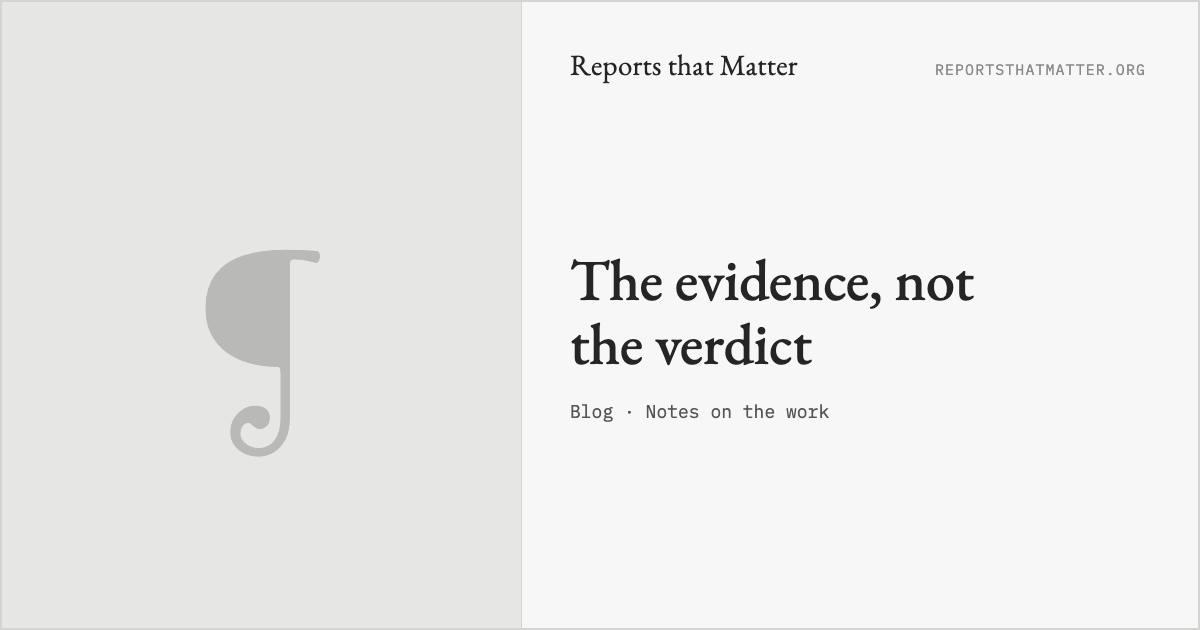 Reports that Matter
REPORTSTHATMATTER.ORG
¶
The evidence, not
the verdict
Blog · Notes on the work